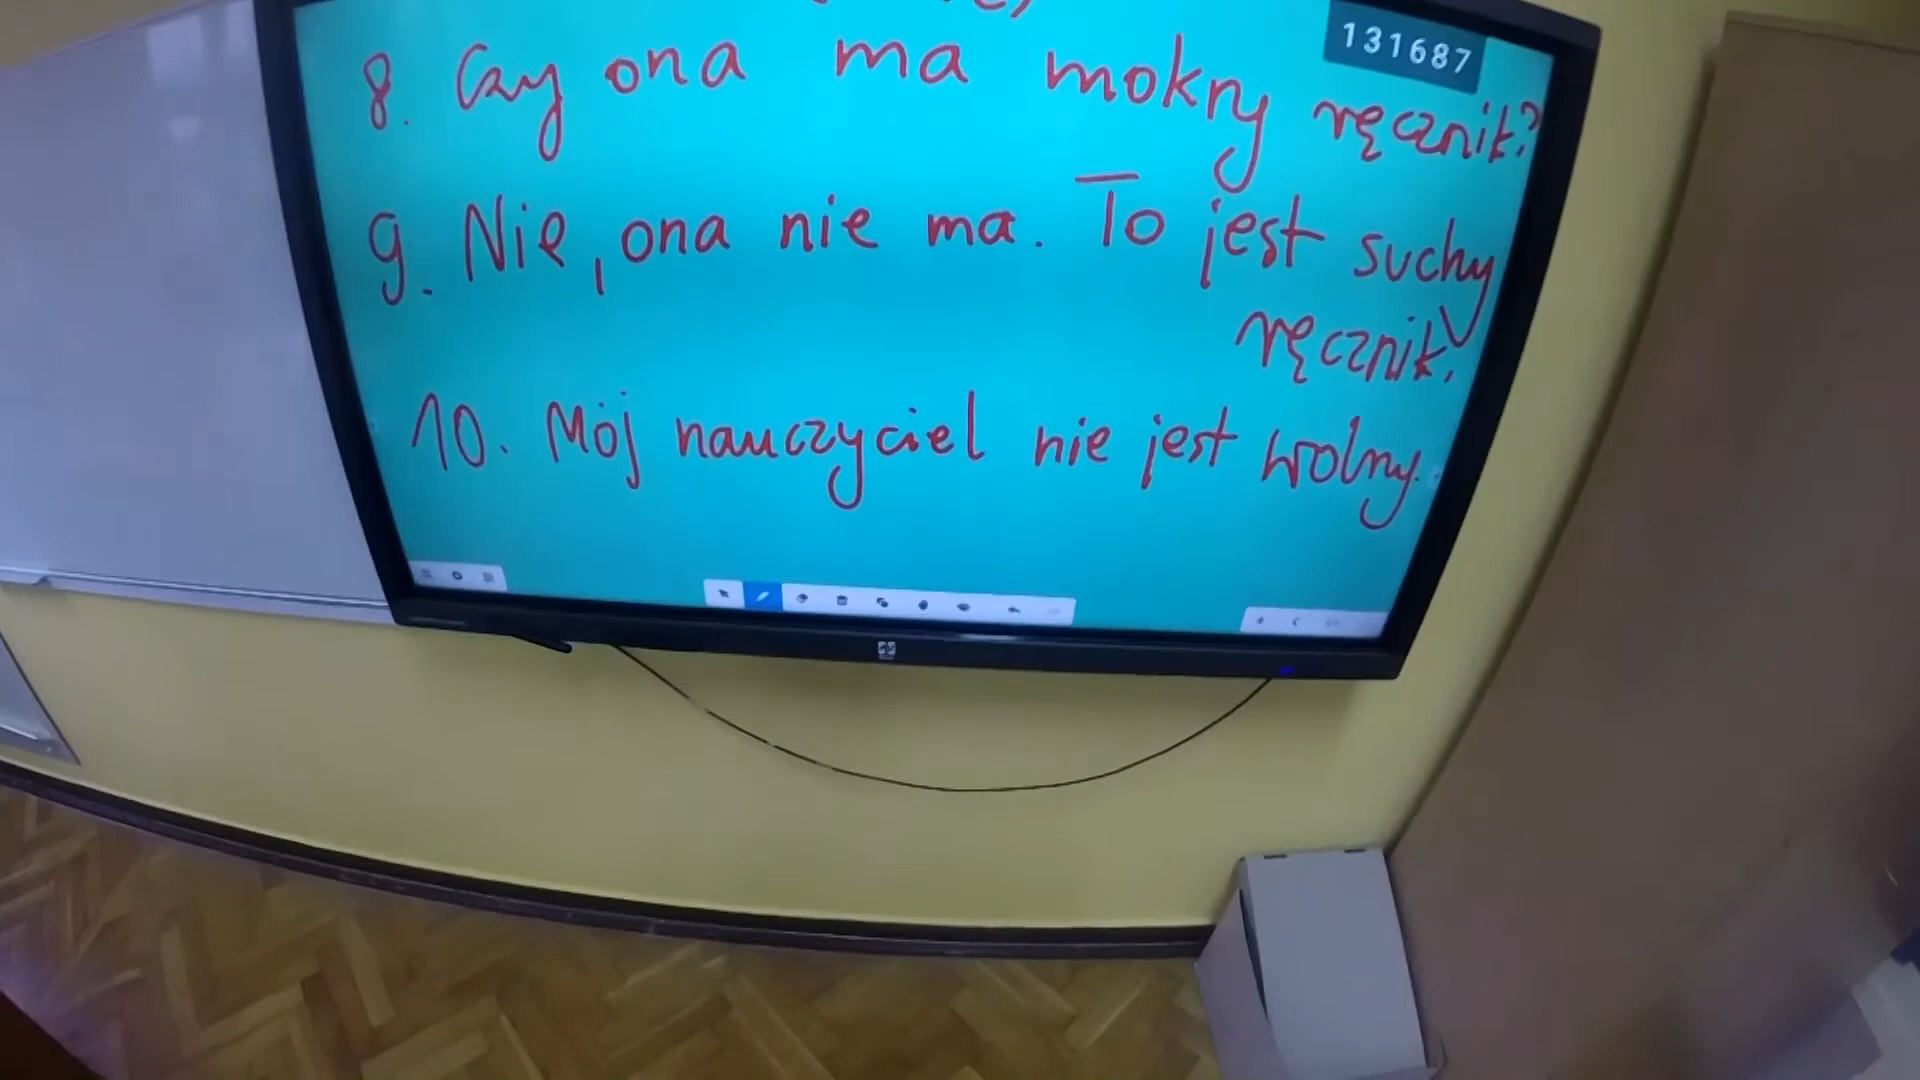 131687
8. Czy ona ma mokry ręcznik?
9. Nie, ona nie ma. To jest suchy
ręcznik.
10. Mój nauczyciel nie jest wolny.